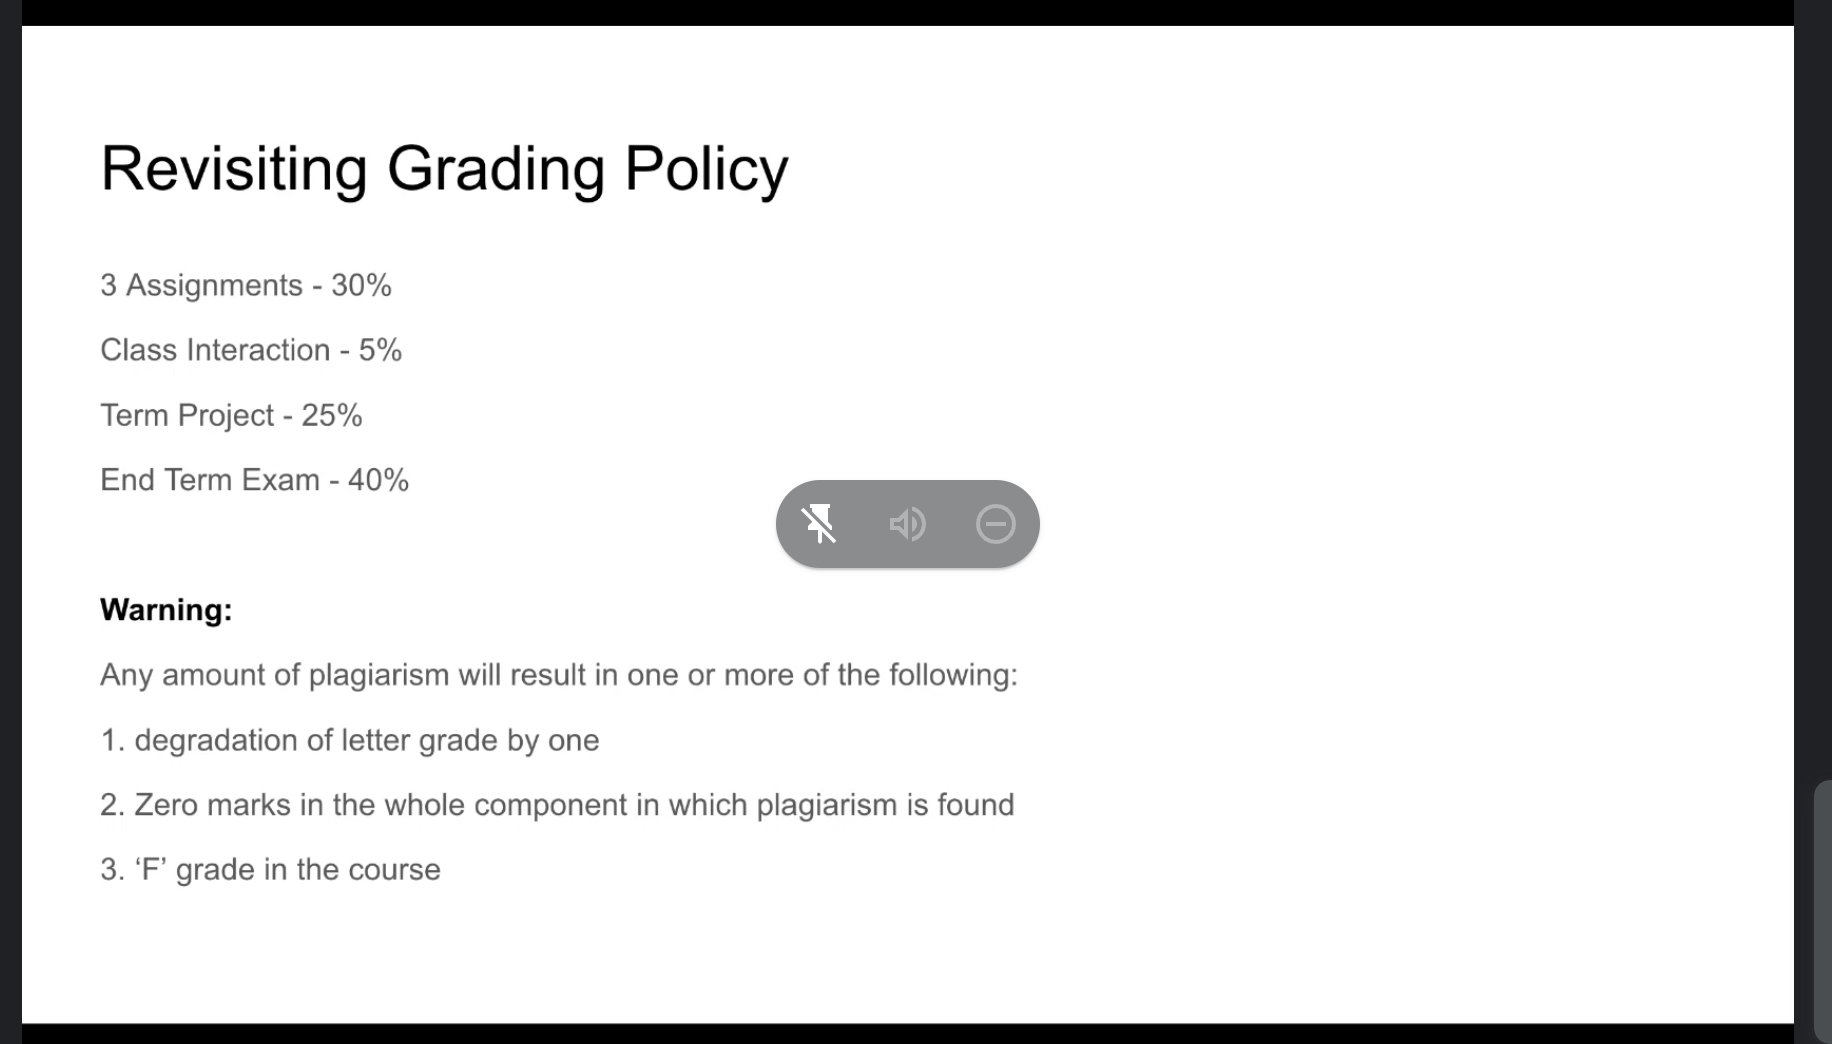 Revisiting Grading Policy
3 Assignments - 30%
Class Interaction - 5%
Term Project - 25%
End Term Exam - 40%
Warning:
Any amount of plagiarism will result in one or more of the following:
1. degradation of letter grade by one
2. Zero marks in the whole component in which plagiarism is found
3. ‘F’ grade in the course